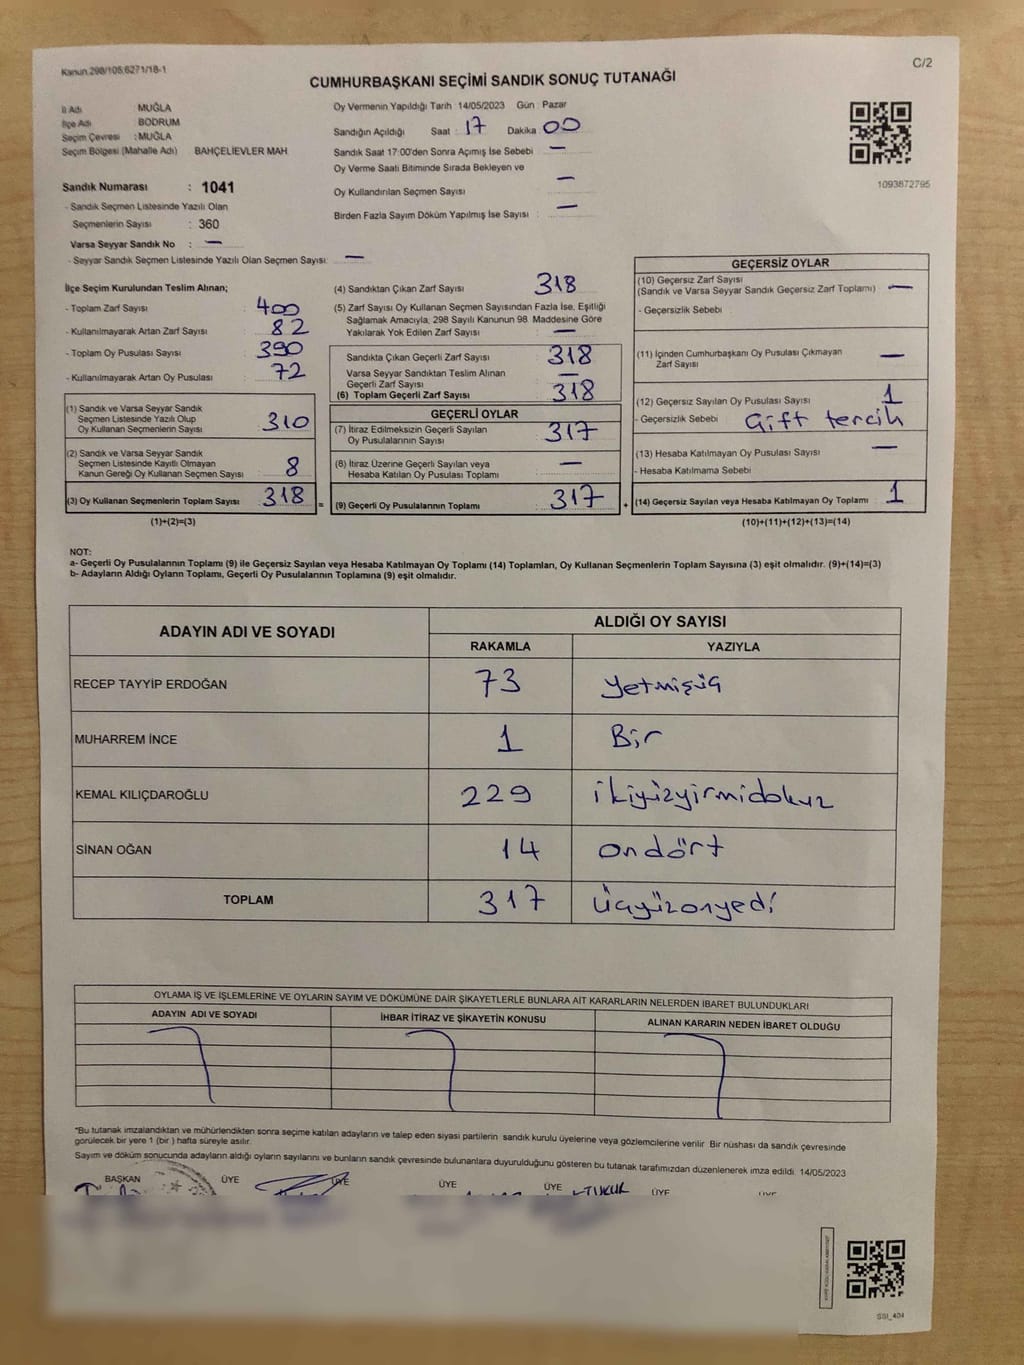 Kanun.298/105;6271/18-1
C/2
CUMHURBAŞKANI SEÇİMİ SANDIK SONUÇ TUTANAĞI
İl Adı : MUĞLA
İlçe Adı : BODRUM
Seçim Çevresi : MUĞLA
Seçim Bölgesi (Mahalle Adı) BAHÇELİEVLER MAH
Sandık Numarası : 1041
- Sandık Seçmen Listesinde Yazılı Olan
Seçmenlerin Sayısı : 360
Varsa Seyyar Sandık No : —
- Seyyar Sandık Seçmen Listesinde Yazılı Olan Seçmen Sayısı: —
Oy Vermenin Yapıldığı Tarih 14/05/2023 Gün : Pazar
Sandığın Açıldığı Saat : 17 Dakika 00
Sandık Saat 17:00'den Sonra Açımış İse Sebebi —
Oy Verme Saati Bitiminde Sırada Bekleyen ve
Oy Kullandırılan Seçmen Sayısı —
Birden Fazla Sayım Döküm Yapılmış İse Sayısı : —
1093872795
İlçe Seçim Kurulundan Teslim Alınan;
- Toplam Zarf Sayısı : 400
- Kullanılmayarak Artan Zarf Sayısı : 82
- Toplam Oy Pusulası Sayısı : 390
- Kullanılmayarak Artan Oy Pusulası : 72
(1) Sandık ve Varsa Seyyar Sandık
Seçmen Listesinde Yazılı Olup
Oy Kullanan Seçmenlerin Sayısı : 310
(2) Sandık ve Varsa Seyyar Sandık
Seçmen Listesinde Kayıtlı Olmayan
Kanun Gereği Oy Kullanan Seçmen Sayısı : 8
(3) Oy Kullanan Seçmenlerin Toplam Sayısı : 318 =
(1)+(2)=(3)
(4) Sandıktan Çıkan Zarf Sayısı : 318
(5) Zarf Sayısı Oy Kullanan Seçmen Sayısından Fazla İse, Eşitliği
Sağlamak Amacıyla, 298 Sayılı Kanunun 98. Maddesine Göre
Yakılarak Yok Edilen Zarf Sayısı : —
Sandıkta Çıkan Geçerli Zarf Sayısı : 318
Varsa Seyyar Sandıktan Teslim Alınan
Geçerli Zarf Sayısı : —
(6) Toplam Geçerli Zarf Sayısı : 318
GEÇERLİ OYLAR
(7) İtiraz Edilmeksizin Geçerli Sayılan
Oy Pusulalarının Sayısı : 317
(8) İtiraz Üzerine Geçerli Sayılan veya
Hesaba Katılan Oy Pusulası Toplamı : —
(9) Geçerli Oy Pusulalarının Toplamı : 317 +
GEÇERSİZ OYLAR
(10) Geçersiz Zarf Sayısı
(Sandık ve Varsa Seyyar Sandık Geçersiz Zarf Toplamı) : —
- Geçersizlik Sebebi
(11) İçinden Cumhurbaşkanı Oy Pusulası Çıkmayan
Zarf Sayısı : —
(12) Geçersiz Sayılan Oy Pusulası Sayısı : 1
- Geçersizlik Sebebi Çift tercih
(13) Hesaba Katılmayan Oy Pusulası Sayısı : —
- Hesaba Katılmama Sebebi
(14) Geçersiz Sayılan veya Hesaba Katılmayan Oy Toplamı : 1
(10)+(11)+(12)+(13)=(14)
NOT:
a- Geçerli Oy Pusulalarının Toplamı (9) ile Geçersiz Sayılan veya Hesaba Katılmayan Oy Toplamı (14) Toplamları, Oy Kullanan Seçmenlerin Toplam Sayısına (3) eşit olmalıdır. (9)+(14)=(3)
b- Adayların Aldığı Oyların Toplamı, Geçerli Oy Pusulalarının Toplamına (9) eşit olmalıdır.
ADAYIN ADI VE SOYADI
ALDIĞI OY SAYISI
RAKAMLA YAZIYLA
RECEP TAYYİP ERDOĞAN 73 Yetmişüç
MUHARREM İNCE 1 Bir
KEMAL KILIÇDAROĞLU 229 ikiyüzyirmidokuz
SİNAN OĞAN 14 ondört
TOPLAM 317 üçyüzonyedi
OYLAMA İŞ VE İŞLEMLERİNE VE OYLARIN SAYIM VE DÖKÜMÜNE DAİR ŞİKAYETLERLE BUNLARA AİT KARARLARIN NELERDEN İBARET BULUNDUKLARI
ADAYIN ADI VE SOYADI
İHBAR İTİRAZ VE ŞİKAYETİN KONUSU
ALINAN KARARIN NEDEN İBARET OLDUĞU
*Bu tutanak imzalandıktan ve mühürlendikten sonra seçime katılan adayların ve talep eden siyasi partilerin sandık kurulu üyelerine veya gözlemcilerine verilir Bir nüshası da sandık çevresinde
görülecek bir yere 1 (bir ) hafta süreyle asılır.
Sayım ve döküm sonucunda adayların aldığı oyların sayılarını ve bunların sandık çevresinde bulunanlara duyurulduğunu gösteren bu tutanak tarafımızdan düzenlenerek imza edildi. 14/05/2023
BAŞKAN ÜYE ÜYE ÜYE ÜYE ÜYE ÜYE
SSI_404